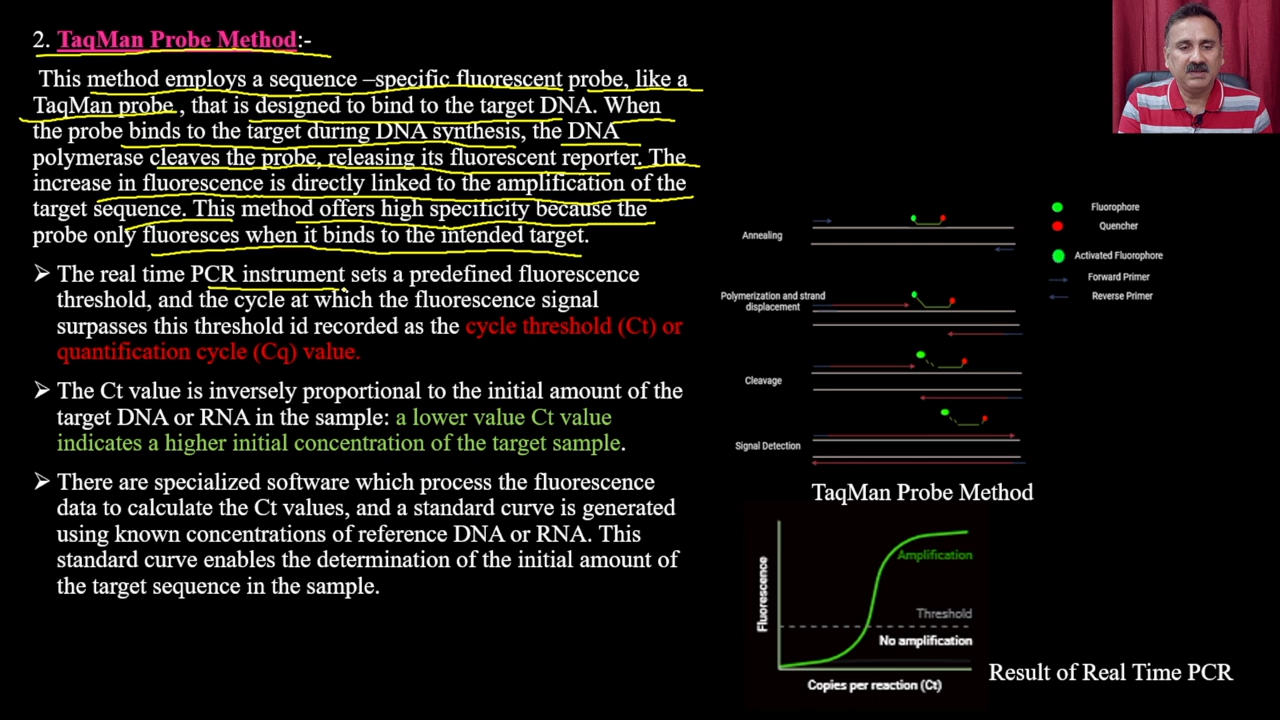 2. TaqMan Probe Method:-
This method employs a sequence –specific fluorescent probe, like a
TaqMan probe , that is designed to bind to the target DNA. When
the probe binds to the target during DNA synthesis, the DNA
polymerase cleaves the probe, releasing its fluorescent reporter. The
increase in fluorescence is directly linked to the amplification of the
target sequence. This method offers high specificity because the
probe only fluoresces when it binds to the intended target.
➢ The real time PCR instrument sets a predefined fluorescence
threshold, and the cycle at which the fluorescence signal
surpasses this threshold id recorded as the cycle threshold (Ct) or
quantification cycle (Cq) value.
➢ The Ct value is inversely proportional to the initial amount of the
target DNA or RNA in the sample: a lower value Ct value
indicates a higher initial concentration of the target sample.
➢ There are specialized software which process the fluorescence
data to calculate the Ct values, and a standard curve is generated
using known concentrations of reference DNA or RNA. This
standard curve enables the determination of the initial amount of
the target sequence in the sample.
Fluorophore
Quencher
Activated Fluorophore
Forward Primer
Reverse Primer
Annealing
Polymerization and strand
displacement
Cleavage
Signal Detection
TaqMan Probe Method
Fluorescence
Amplification
Threshold
No amplification
Copies per reaction (Ct)
Result of Real Time PCR